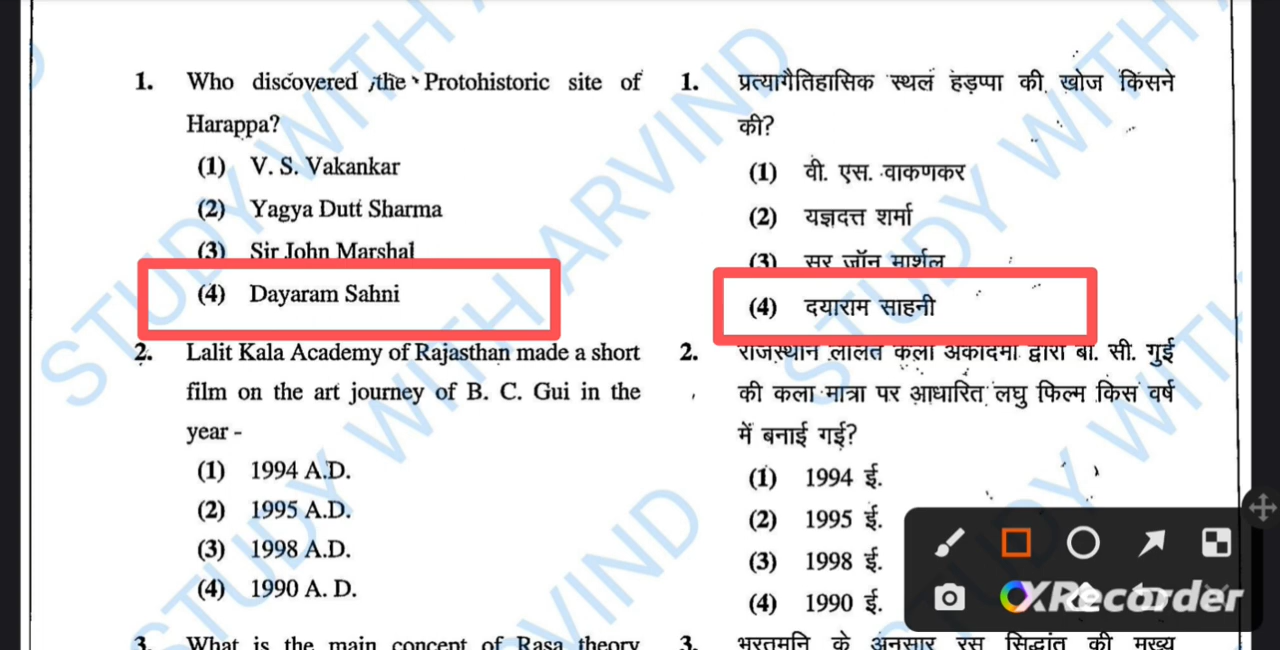 1. Who discovered the Protohistoric site of
Harappa?
(1) V. S. Vakankar
(2) Yagya Dutt Sharma
(3) Sir John Marshal
(4) Dayaram Sahni
2. Lalit Kala Academy of Rajasthan made a short
film on the art journey of B. C. Gui in the
year -
(1) 1994 A.D.
(2) 1995 A.D.
(3) 1998 A.D.
(4) 1990 A. D.
3. What is the main concept of Rasa theory
1. प्रत्यागैतिहासिक स्थल हड़प्पा की खोज किसने
की?
(1) वी. एस. वाकणकर
(2) यज्ञदत्त शर्मा
(3) सर जॉन मार्शल
(4) दयाराम साहनी
2. राजस्थान ललित कला अकादमी द्वारा बी. सी. गुई
की कला मात्रा पर आधारित लघु फिल्म किस वर्ष
में बनाई गई?
(1) 1994 ई.
(2) 1995 ई.
(3) 1998 ई.
(4) 1990 ई.
3. भरतमुनि के अनुसार रस सिद्धांत की मुख्य
STUDY WITH ARVIND
XRecorder